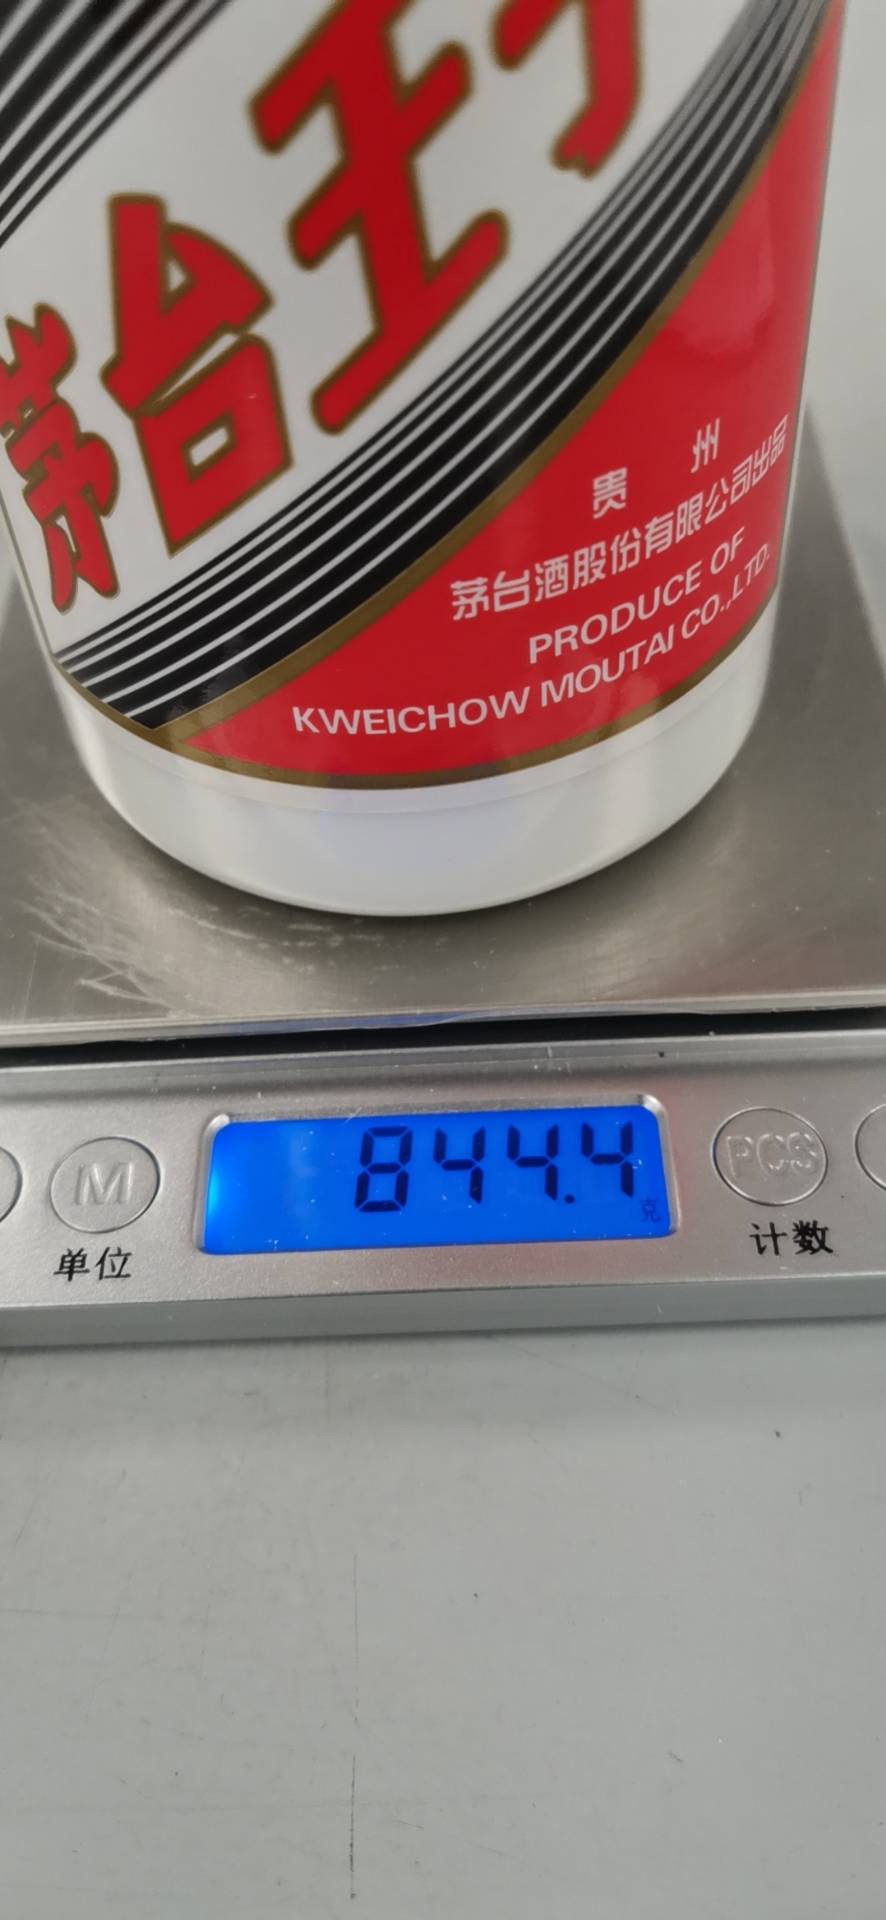 茅台王子
贵州
茅台酒股份有限公司出品
PRODUCE OF
KWEICHOW MOUTAI CO.,LTD.
844.4
克
M
单位
PCS
计数